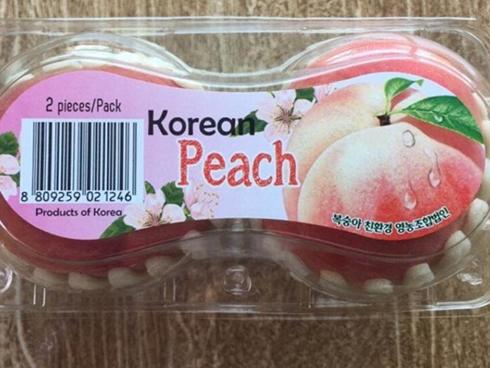 2 pieces/Pack
Korean
Peach
8 809259 021246
Products of Korea
복숭아 친환경 영농조합법인